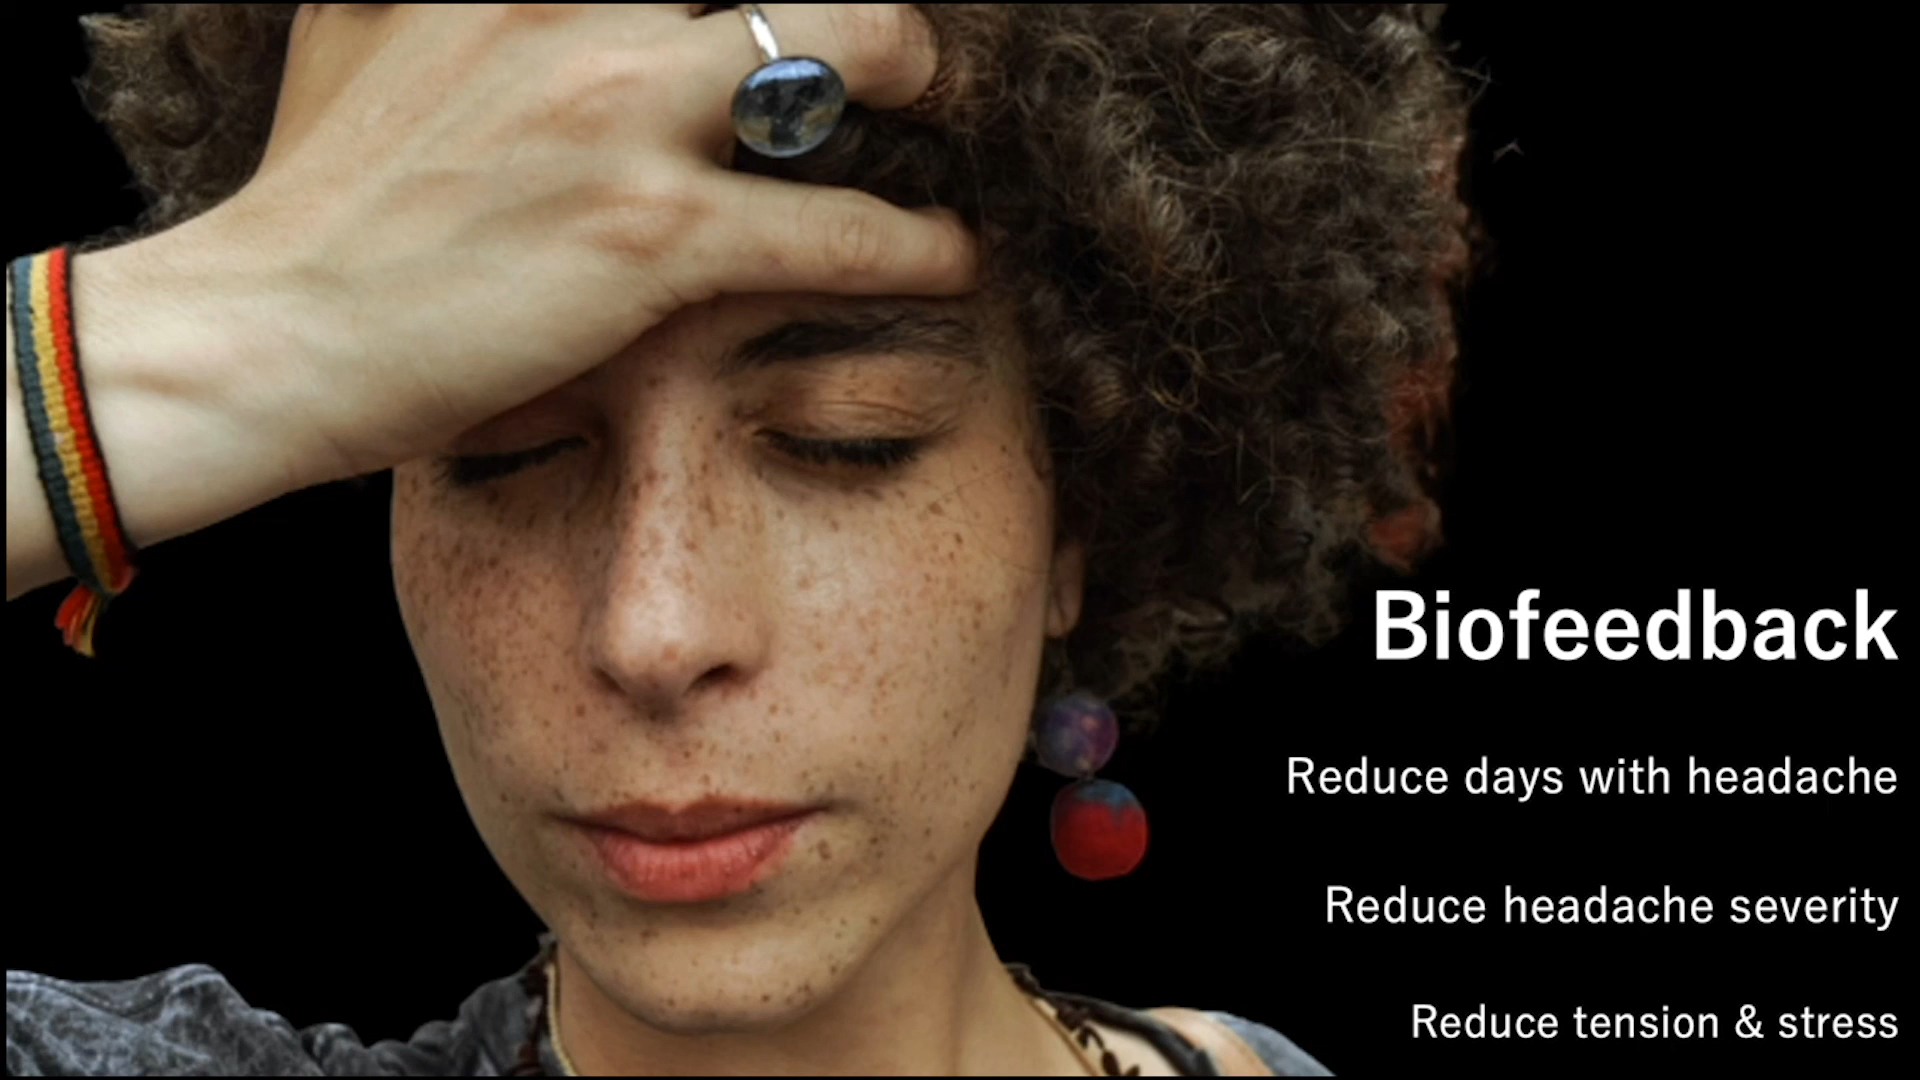 Biofeedback
Reduce days with headache
Reduce headache severity
Reduce tension & stress